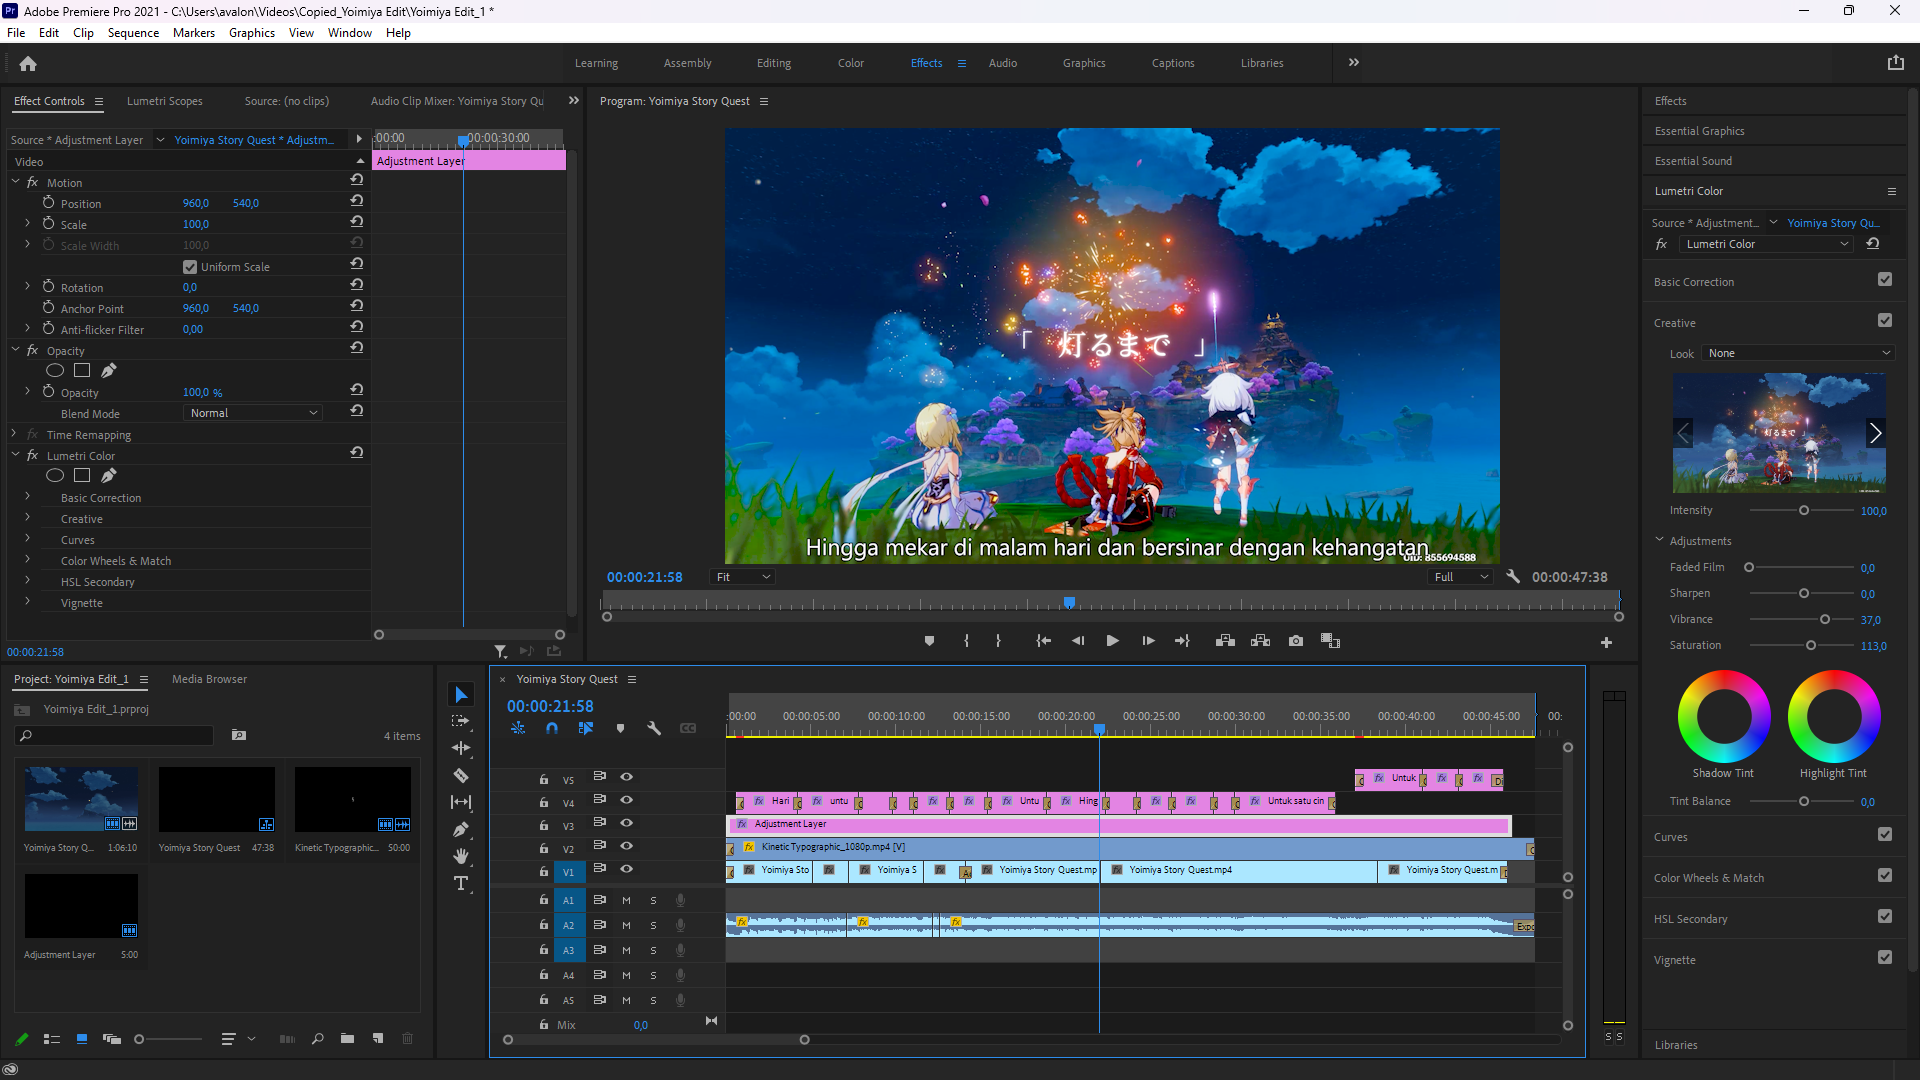 Adobe Premiere Pro 2021 - C:\Users\avalon\Videos\Copied_Yoimiya Edit\Yoimiya Edit_1 *
File Edit Clip Sequence Markers Graphics View Window Help
Learning Assembly Editing Color Effects Audio Graphics Captions Libraries
Effect Controls Lumetri Scopes Source: (no clips) Audio Clip Mixer: Yoimiya Story Qu
Source * Adjustment Layer Yoimiya Story Quest * Adjustm...
:00:00 00:00:30:00
Video
Adjustment Layer
Motion
Position 960,0 540,0
Scale 100,0
Scale Width 100,0
Uniform Scale
Rotation 0,0
Anchor Point 960,0 540,0
Anti-flicker Filter 0,00
Opacity
Opacity 100,0 %
Blend Mode Normal
Time Remapping
Lumetri Color
Basic Correction
Creative
Curves
Color Wheels & Match
HSL Secondary
Vignette
00:00:21:58
Program: Yoimiya Story Quest
「 灯るまで 」
Hingga mekar di malam hari dan bersinar dengan kehangatan
UID: 855694588
00:00:21:58 Fit Full 00:00:47:38
Effects
Essential Graphics
Essential Sound
Lumetri Color
Source * Adjustment... Yoimiya Story Qu...
fx Lumetri Color
Basic Correction
Creative
Look None
灯るまで 」
Intensity 100,0
Adjustments
Faded Film 0,0
Sharpen 0,0
Vibrance 37,0
Saturation 113,0
Shadow Tint Highlight Tint
Tint Balance 0,0
Curves
Color Wheels & Match
HSL Secondary
Vignette
Libraries
Project: Yoimiya Edit_1 Media Browser
Yoimiya Edit_1.prproj
4 items
Yoimiya Story Q... 1:06:10
Yoimiya Story Quest 47:38
Kinetic Typographic... 50:00
Adjustment Layer 5:00
Yoimiya Story Quest
00:00:21:58
:00:00 00:00:05:00 00:00:10:00 00:00:15:00 00:00:20:00 00:00:25:00 00:00:30:00 00:00:35:00 00:00:40:00 00:00:45:00 00:
V5 Untuk Di
V4 Hari untu Untu Hing Untuk satu cin
V3 Adjustment Layer
V2 Kinetic Typographic_1080p.mp4 [V]
V1 Yoimiya Sto Yoimiya S Yoimiya Story Quest.mp Yoimiya Story Quest.mp4 Yoimiya Story Quest.m
A1 M S
A2 M S Expo
A3 M S
A4 M S
A5 M S
Mix 0,0
S S